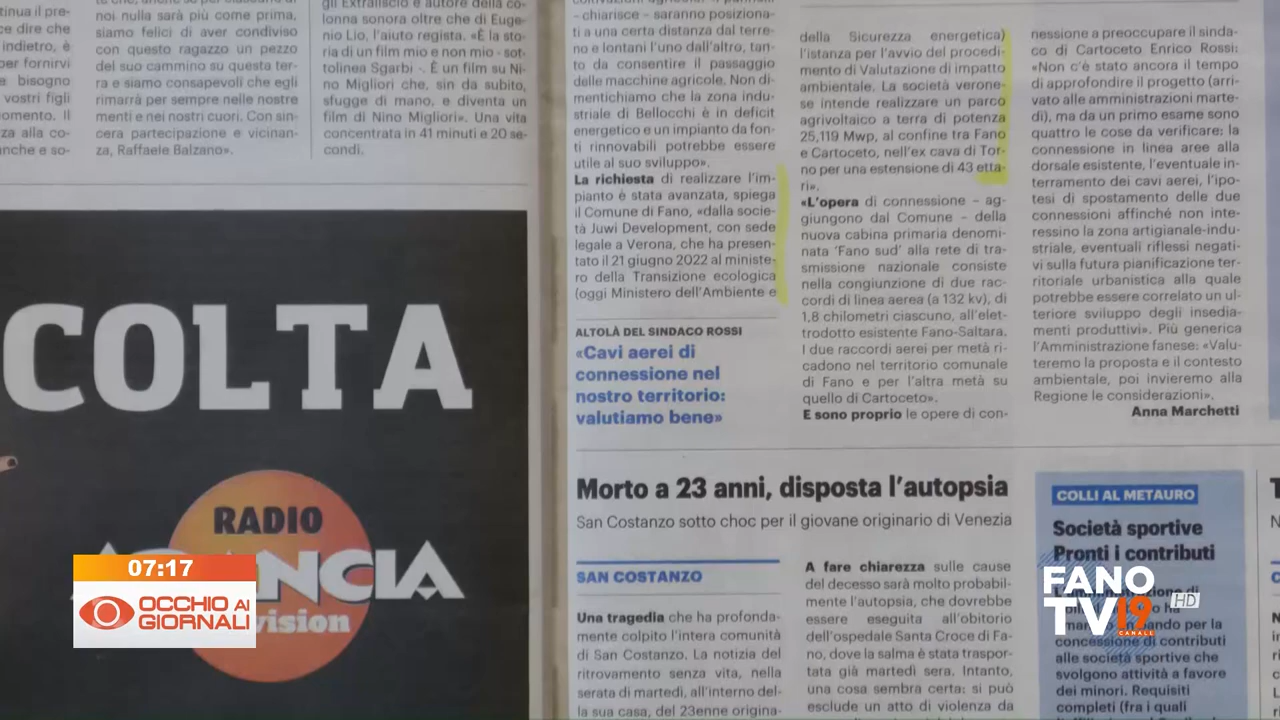 tinua il pre-
ce dire che
indietro, è
per fornirvi
e bisogno
vostri figli
omento. Il
za alla co-
anche e so-
noi nulla sarà più come prima,
siamo felici di aver condiviso
con questo ragazzo un pezzo
del suo cammino su questa ter-
ra e siamo consapevoli che egli
rimarrà per sempre nelle nostre
menti e nei nostri cuori. Con sin-
cera partecipazione e vicinan-
za, Raffaele Balzano».
gli Extraliscio e autore della co-
lonna sonora oltre che di Euge-
nio Lio, l'aiuto regista. «È la sto-
ria di un film mio e non mio - sot-
tolinea Sgarbi -. È un film su Ni-
no Migliori che, sin da subito,
sfugge di mano, e diventa un
film di Nino Migliori». Una vita
concentrata in 41 minuti e 20 se-
condi.
COLTA
RADIO
NCIA
vision
07:17
OCCHIO AI
GIORNALI
– chiarisce – saranno posiziona-
ti a una certa distanza dal terre-
no e lontani l'uno dall'altro, tan-
to da consentire il passaggio
delle macchine agricole. Non di-
mentichiamo che la zona indu-
striale di Bellocchi è in deficit
energetico e un impianto da fon-
ti rinnovabili potrebbe essere
utile al suo sviluppo».
La richiesta di realizzare l'im-
pianto è stata avanzata, spiega
il Comune di Fano, «dalla socie-
tà Juwi Development, con sede
legale a Verona, che ha presen-
tato il 21 giugno 2022 al ministe-
ro della Transizione ecologica
(oggi Ministero dell'Ambiente e
della Sicurezza energetica)
l'istanza per l'avvio del procedi-
mento di Valutazione di impatto
ambientale. La società verone-
se intende realizzare un parco
agrivoltaico a terra di potenza
25,119 Mwp, al confine tra Fano
e Cartoceto, nell'ex cava di Tor-
no per una estensione di 43 etta-
ri».
«L'opera di connessione – ag-
giungono dal Comune – della
nuova cabina primaria denomi-
nata 'Fano sud' alla rete di tra-
smissione nazionale consiste
nella congiunzione di due rac-
cordi di linea aerea (a 132 kv), di
1,8 chilometri ciascuno, all'elet-
trodotto esistente Fano-Saltara.
I due raccordi aerei per metà ri-
cadono nel territorio comunale
di Fano e per l'altra metà su
quello di Cartoceto».
E sono proprio le opere di con-
nessione a preoccupare il sinda-
co di Cartoceto Enrico Rossi:
«Non c'è stato ancora il tempo
di approfondire il progetto (arri-
vato alle amministrazioni marte-
dì), ma da un primo esame sono
quattro le cose da verificare: la
connessione in linea aree alla
dorsale esistente, l'eventuale in-
terramento dei cavi aerei, l'ipo-
tesi di spostamento delle due
connessioni affinché non inte-
ressino la zona artigianale-indu-
striale, eventuali riflessi negati-
vi sulla futura pianificazione ter-
ritoriale urbanistica alla quale
potrebbe essere correlato un ul-
teriore sviluppo degli insedia-
menti produttivi». Più generica
l'Amministrazione fanese: «Valu-
teremo la proposta e il contesto
ambientale, poi invieremo alla
Regione le considerazioni».
Anna Marchetti
ALTOLÀ DEL SINDACO ROSSI
«Cavi aerei di
connessione nel
nostro territorio:
valutiamo bene»
Morto a 23 anni, disposta l'autopsia
San Costanzo sotto choc per il giovane originario di Venezia
SAN COSTANZO
Una tragedia che ha profonda-
mente colpito l'intera comunità
di San Costanzo. La notizia del
ritrovamento senza vita, nella
serata di martedì, all'interno del-
la sua casa, del 23enne origina-
A fare chiarezza sulle cause
del decesso sarà molto probabil-
mente l'autopsia, che dovrebbe
essere eseguita all'obitorio
dell'ospedale Santa Croce di Fa-
no, dove la salma è stata traspor-
tata già martedì sera. Intanto,
una cosa sembra certa: si può
esclude un atto di violenza da
COLLI AL METAURO
Società sportive
Pronti i contributi
bando per la
concessione di contributi
alle società sportive che
svolgono attività a favore
dei minori. Requisiti
completi (fra i quali
FANO
TV 19
CANALE
HD